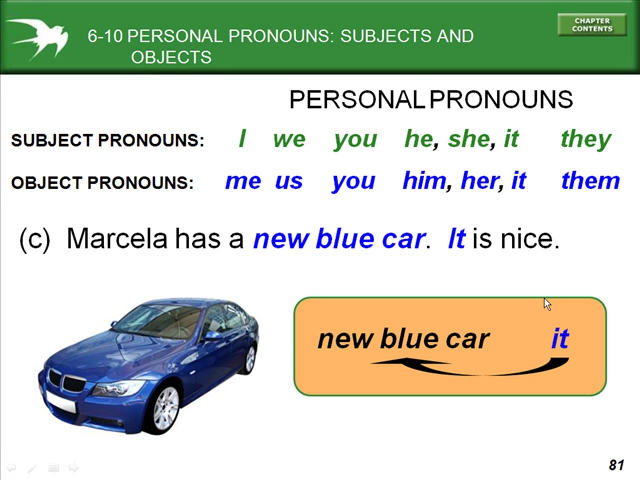 6-10 PERSONAL PRONOUNS: SUBJECTS AND
OBJECTS
CHAPTER
CONTENTS
PERSONAL PRONOUNS
SUBJECT PRONOUNS: I we you he, she, it they
OBJECT PRONOUNS: me us you him, her, it them
(c) Marcela has a new blue car. It is nice.
new blue car it
81